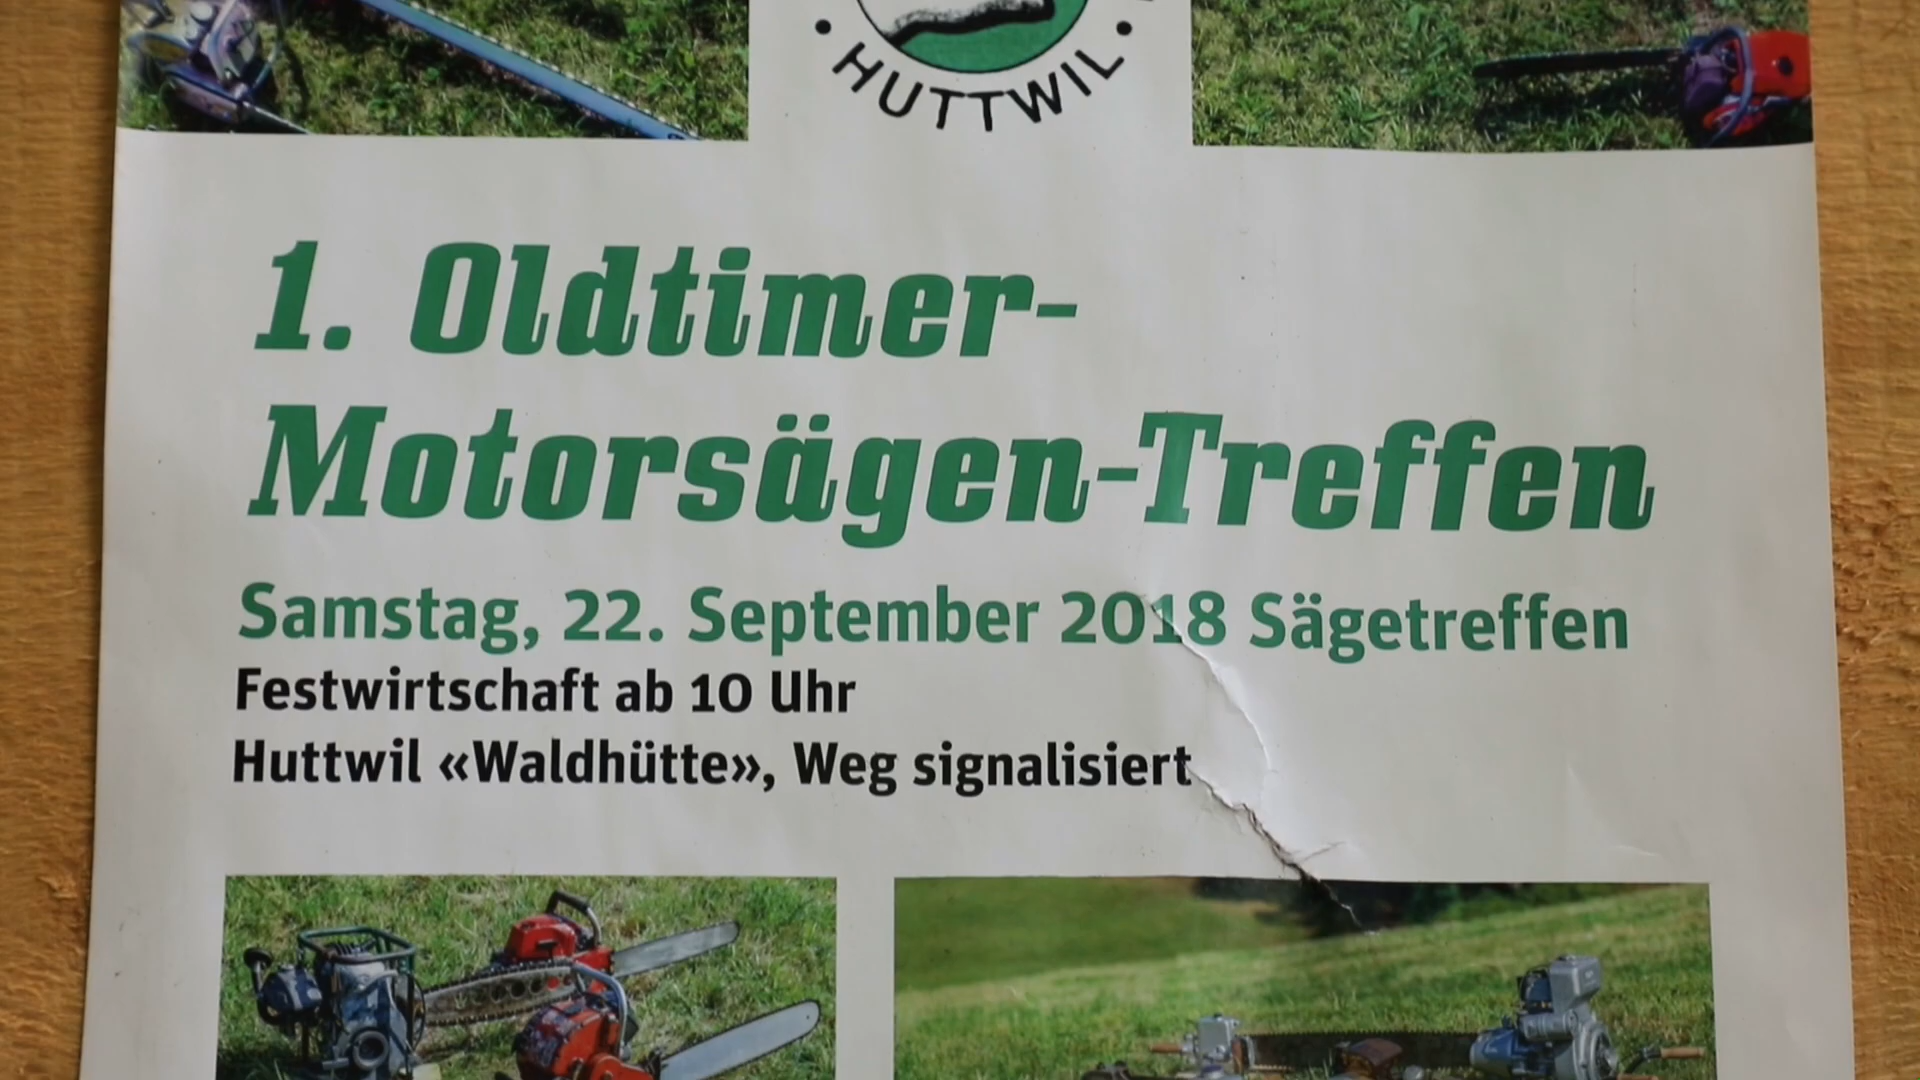 • HUTTWIL •
1. Oldtimer-
Motorsägen-Treffen
Samstag, 22. September 2018 Sägetreffen
Festwirtschaft ab 10 Uhr
Huttwil «Waldhütte», Weg signalisiert